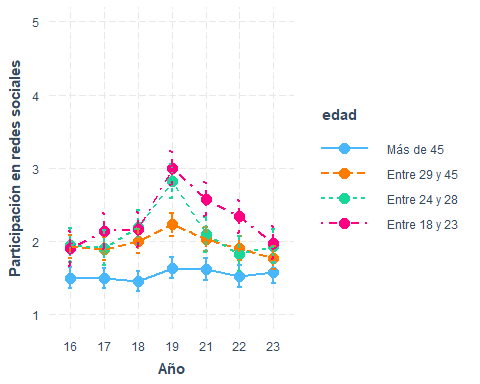 Participación en redes sociales
5
4
3
2
1
16 17 18 19 21 22 23
Año
edad
Más de 45
Entre 29 y 45
Entre 24 y 28
Entre 18 y 23